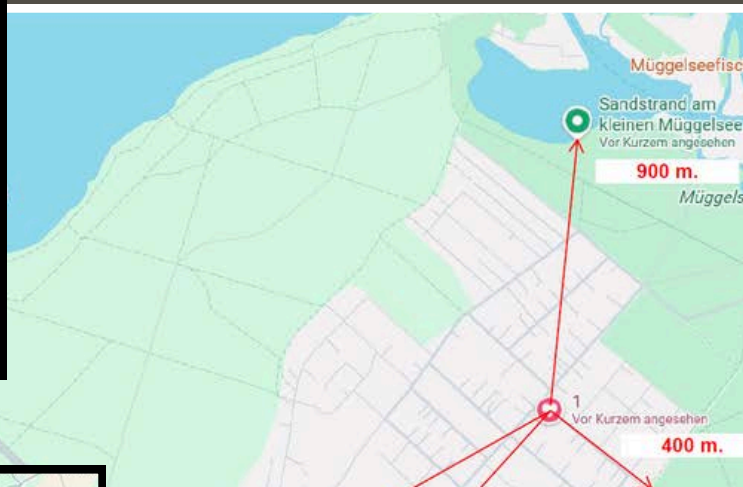 Müggelseefisc
Sandstrand am
kleinen Müggelsee
Vor Kurzem angesehen
900 m.
Müggels
1
Vor Kurzem angesehen
400 m.